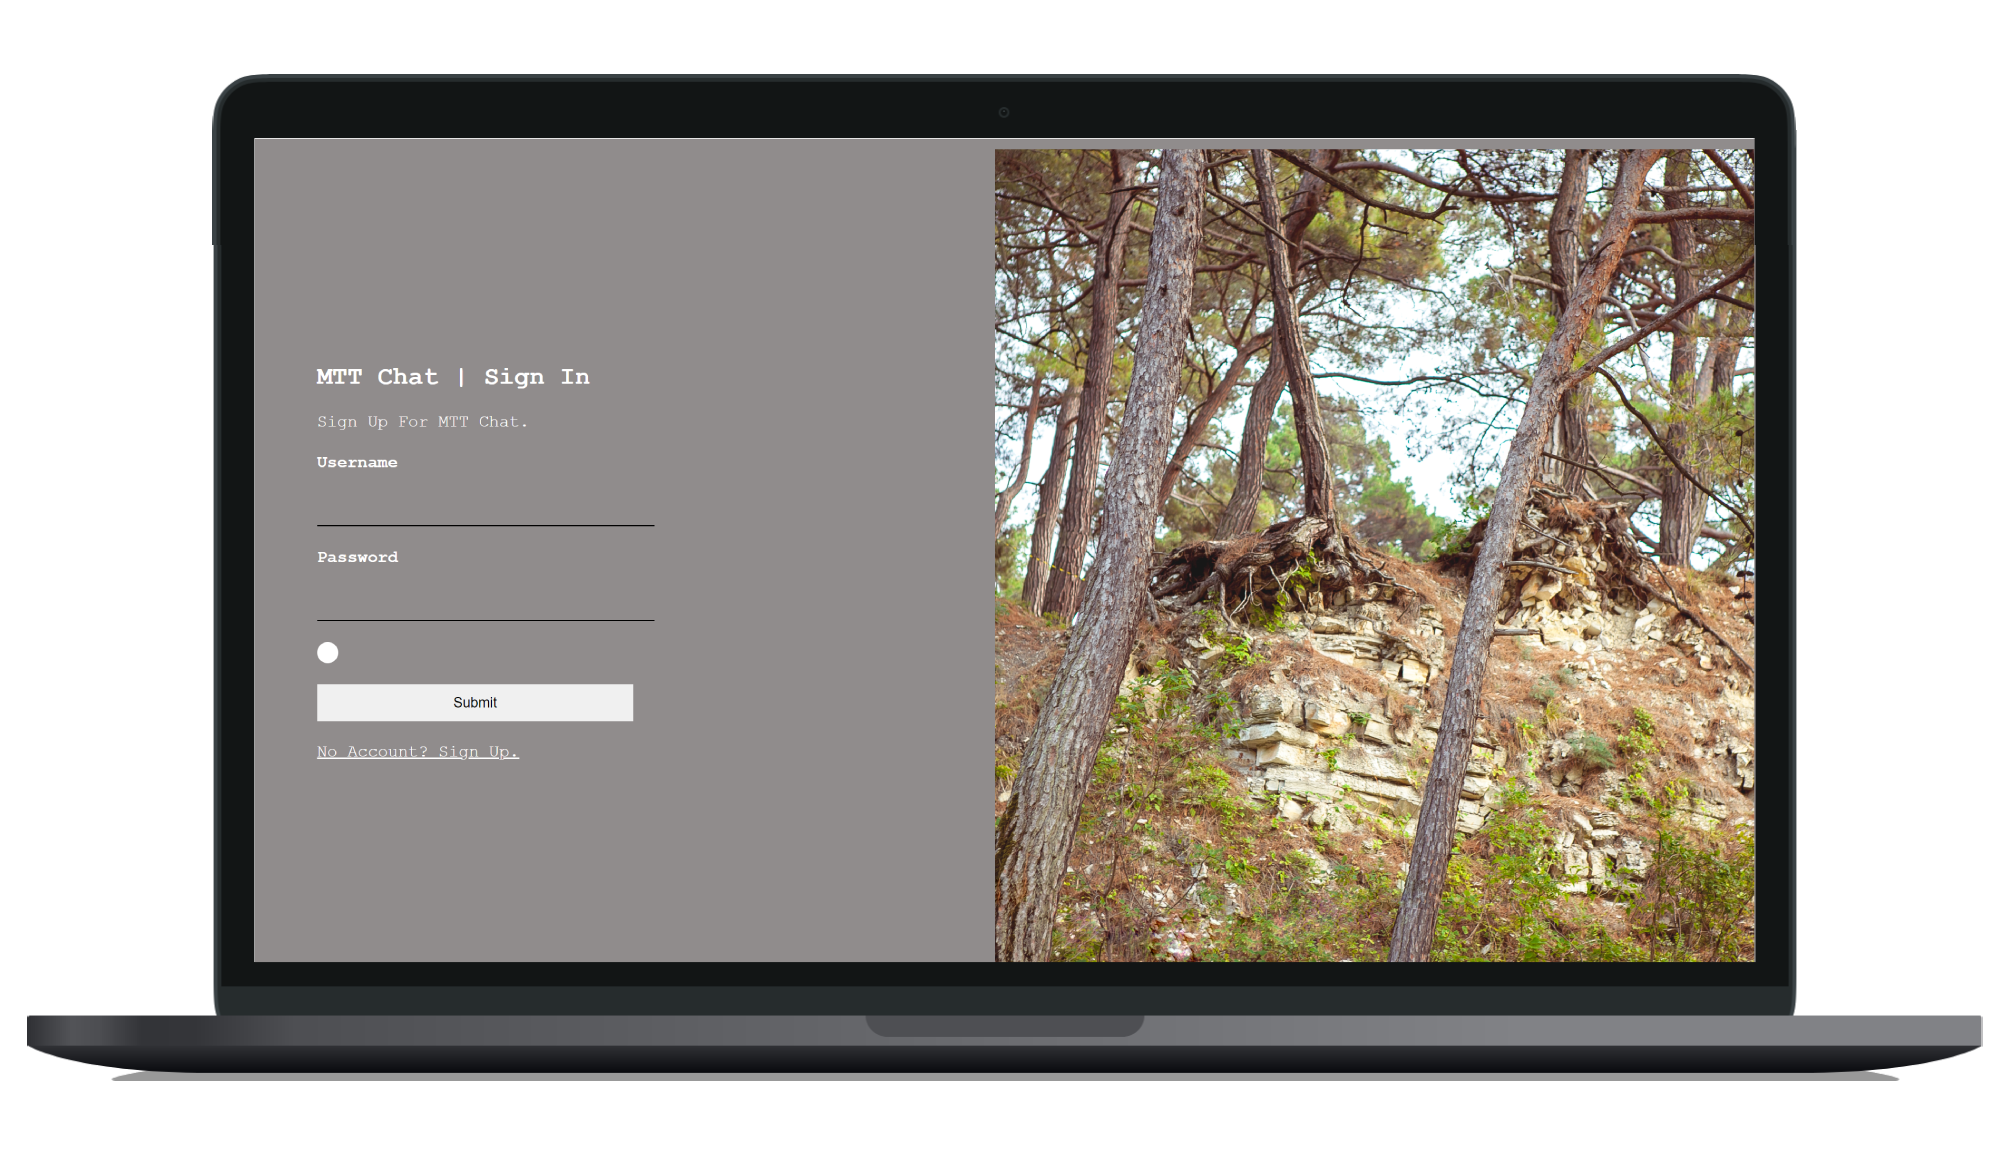 MTT Chat | Sign In
Sign Up For MTT Chat.
Username
Password
Submit
No Account? Sign Up.